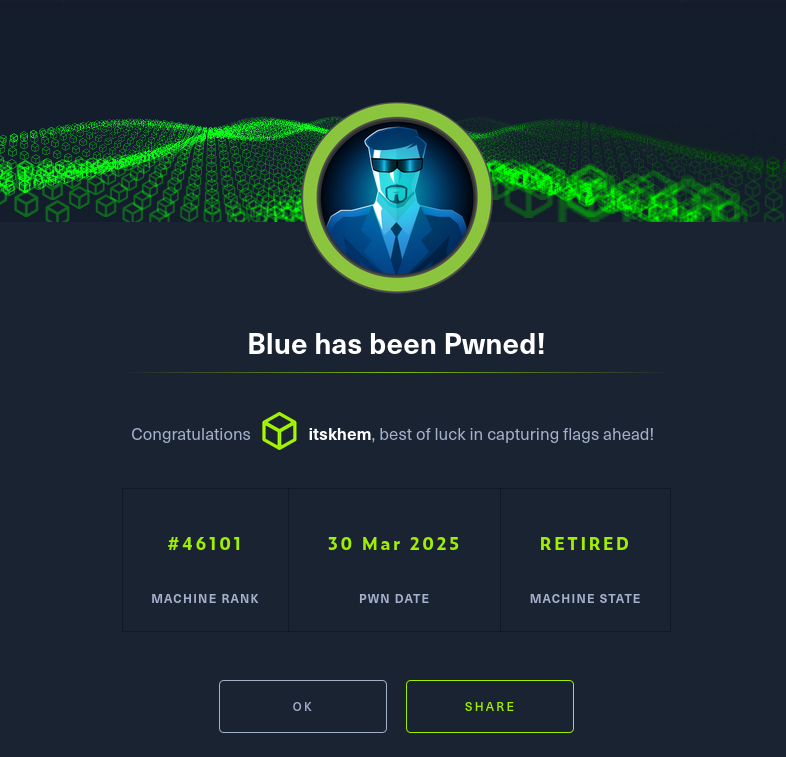 Blue has been Pwned!
Congratulations itskhem, best of luck in capturing flags ahead!
#46101 30 Mar 2025 RETIRED
MACHINE RANK PWN DATE MACHINE STATE
OK SHARE